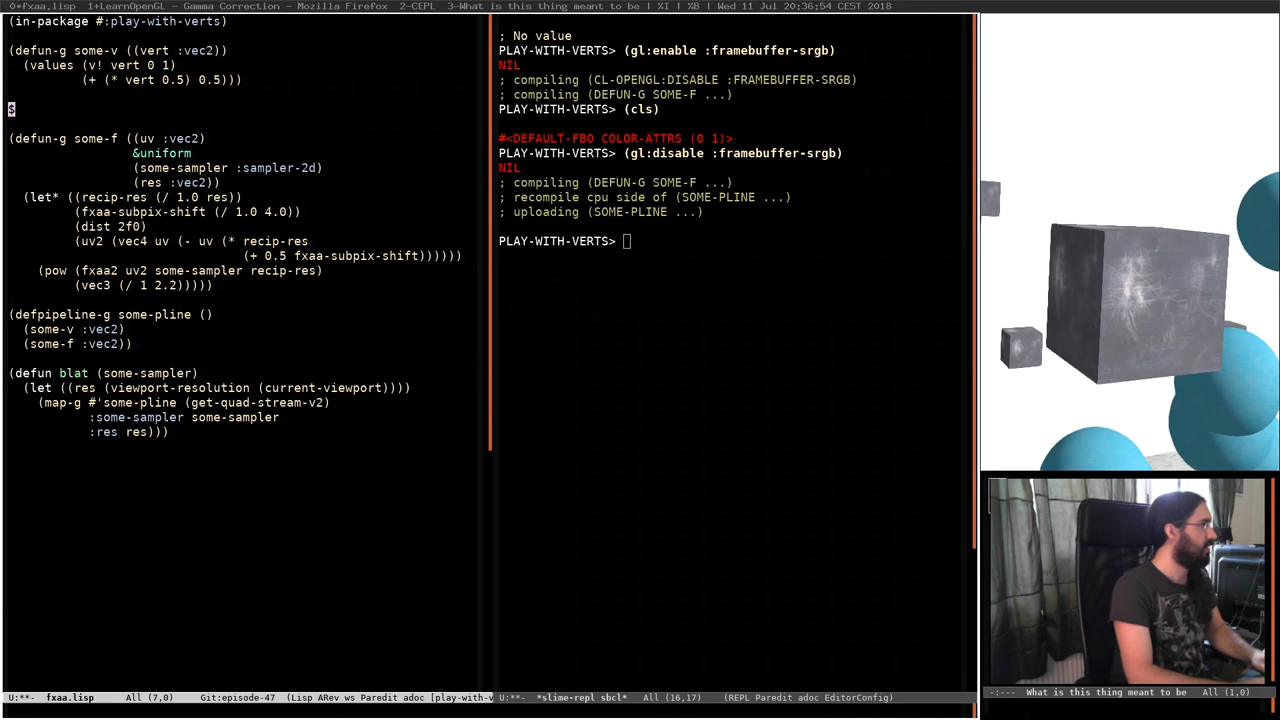 0*fxaa.lisp  1+LearnOpenGL – Gamma Correction – Mozilla Firefox  2-CEPL  3-What is this thing meant to be | %I | %B | Wed 11 Jul 20:36:54 CEST 2018
(in-package #:play-with-verts)
(defun-g some-v ((vert :vec2))
  (values (v! vert 0 1)
          (+ (* vert 0.5) 0.5)))
$
(defun-g some-f ((uv :vec2)
                 &uniform
                 (some-sampler :sampler-2d)
                 (res :vec2))
  (let* ((recip-res (/ 1.0 res))
         (fxaa-subpix-shift (/ 1.0 4.0))
         (dist 2f0)
         (uv2 (vec4 uv (- uv (* recip-res
                                (+ 0.5 fxaa-subpix-shift))))))
    (pow (fxaa2 uv2 some-sampler recip-res)
         (vec3 (/ 1 2.2)))))
(defpipeline-g some-pline ()
  (some-v :vec2)
  (some-f :vec2))
(defun blat (some-sampler)
  (let ((res (viewport-resolution (current-viewport))))
    (map-g #'some-pline (get-quad-stream-v2)
           :some-sampler some-sampler
           :res res)))
U:**-  fxaa.lisp      All (7,0)      Git:episode-47  (Lisp ARev ws Paredit adoc [play-with-v
; No value
PLAY-WITH-VERTS> (gl:enable :framebuffer-srgb)
NIL
; compiling (CL-OPENGL:DISABLE :FRAMEBUFFER-SRGB)
; compiling (DEFUN-G SOME-F ...)
PLAY-WITH-VERTS> (cls)
#<DEFAULT-FBO COLOR-ATTRS (0 1)>
PLAY-WITH-VERTS> (gl:disable :framebuffer-srgb)
NIL
; compiling (DEFUN-G SOME-F ...)
; recompile cpu side of (SOME-PLINE ...)
; uploading (SOME-PLINE ...)
PLAY-WITH-VERTS>
U:**-  *slime-repl sbcl*   All (16,17)    (REPL Paredit adoc EditorConfig)
-:---  What is this thing meant to be   All (1,0)